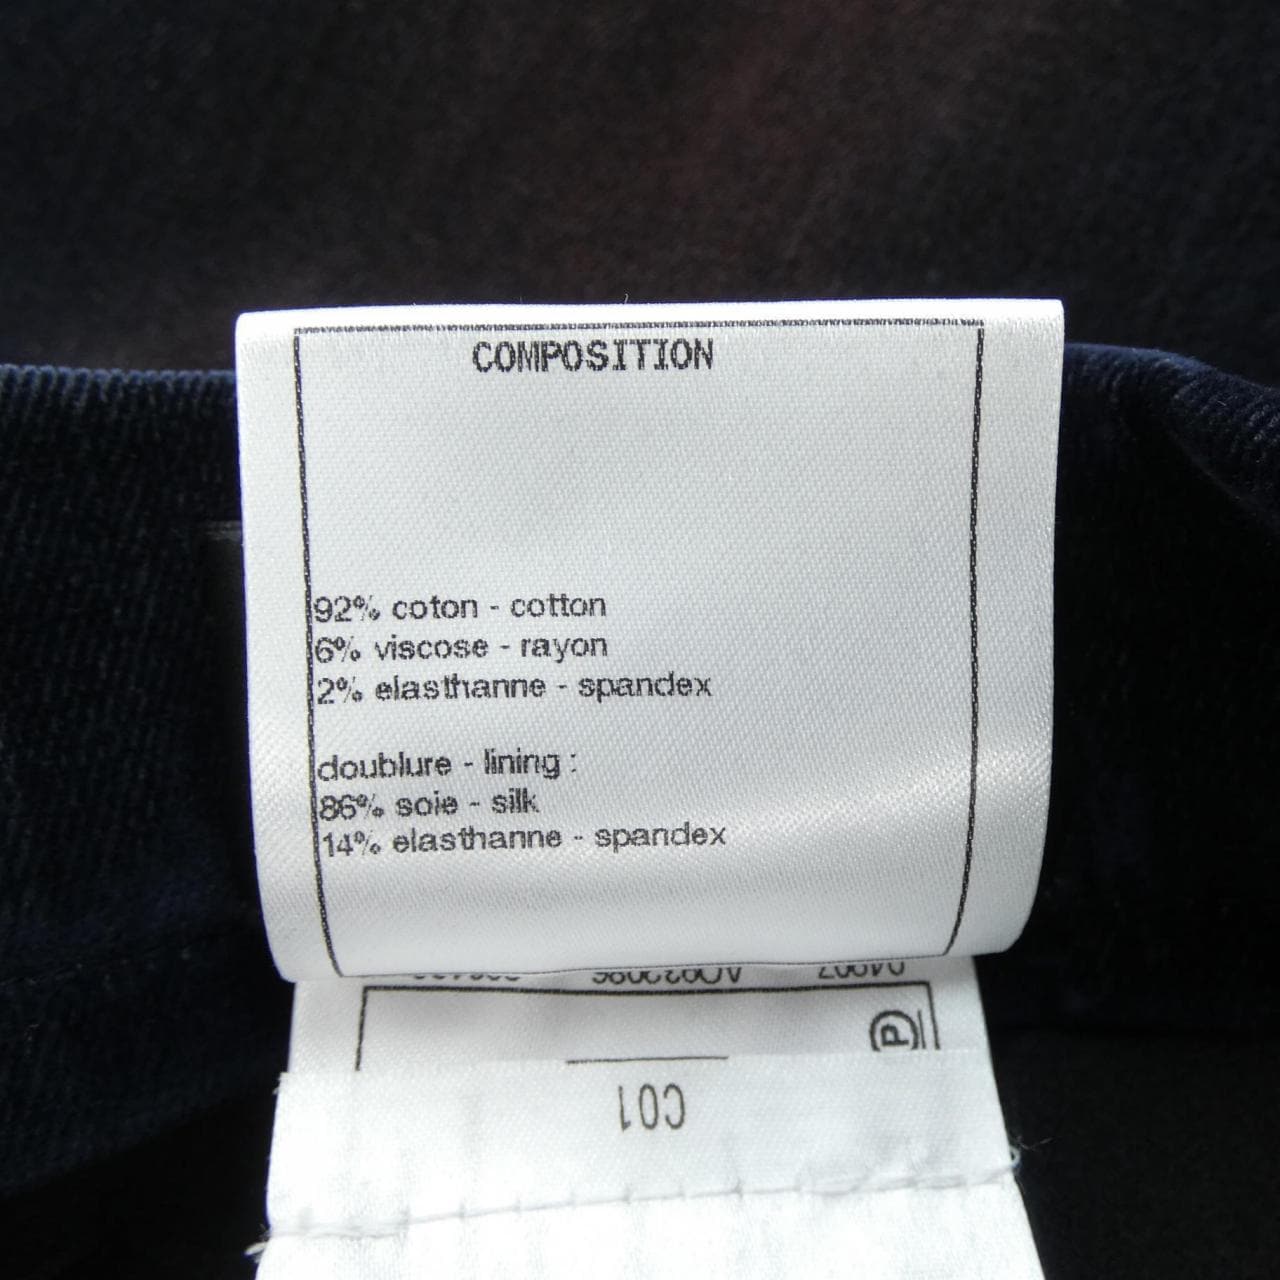 COMPOSITION
92% coton - cotton
6% viscose - rayon
2% elasthanne - spandex
doublure - lining :
86% soie - silk
14% elasthanne - spandex
P
C01